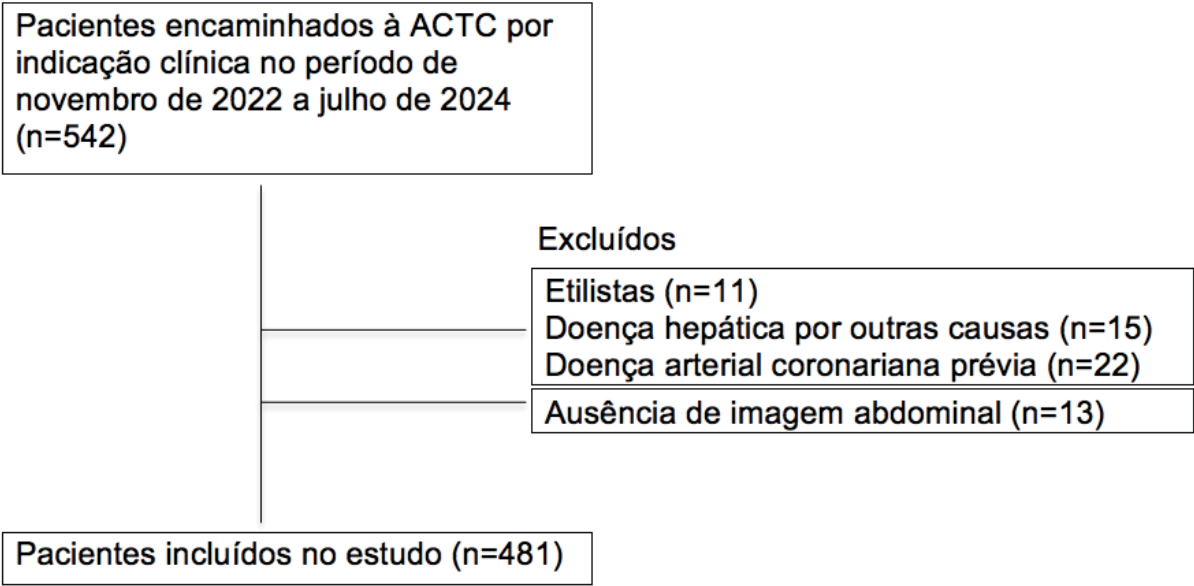 Pacientes encaminhados à ACTC por
indicação clínica no período de
novembro de 2022 a julho de 2024
(n=542)
Excluídos
Etilistas (n=11)
Doença hepática por outras causas (n=15)
Doença arterial coronariana prévia (n=22)
Ausência de imagem abdominal (n=13)
Pacientes incluídos no estudo (n=481)